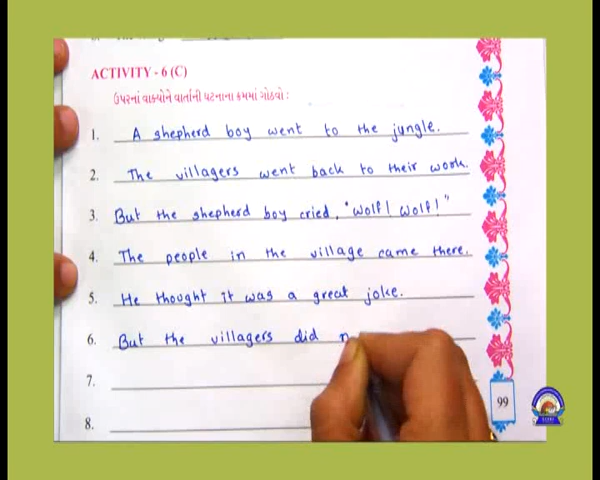 ACTIVITY - 6 (C)
ઉપરનાં વાક્યોને વાર્તાની ઘટનાના ક્રમમાં ગોઠવો :
1. A shepherd boy went to the jungle.
2. The villagers went back to their work.
3. But the shepherd boy cried, "Wolf! Wolf!"
4. The people in the village came there.
5. He thought it was a great joke.
6. But the villagers did n
7.
8.
99